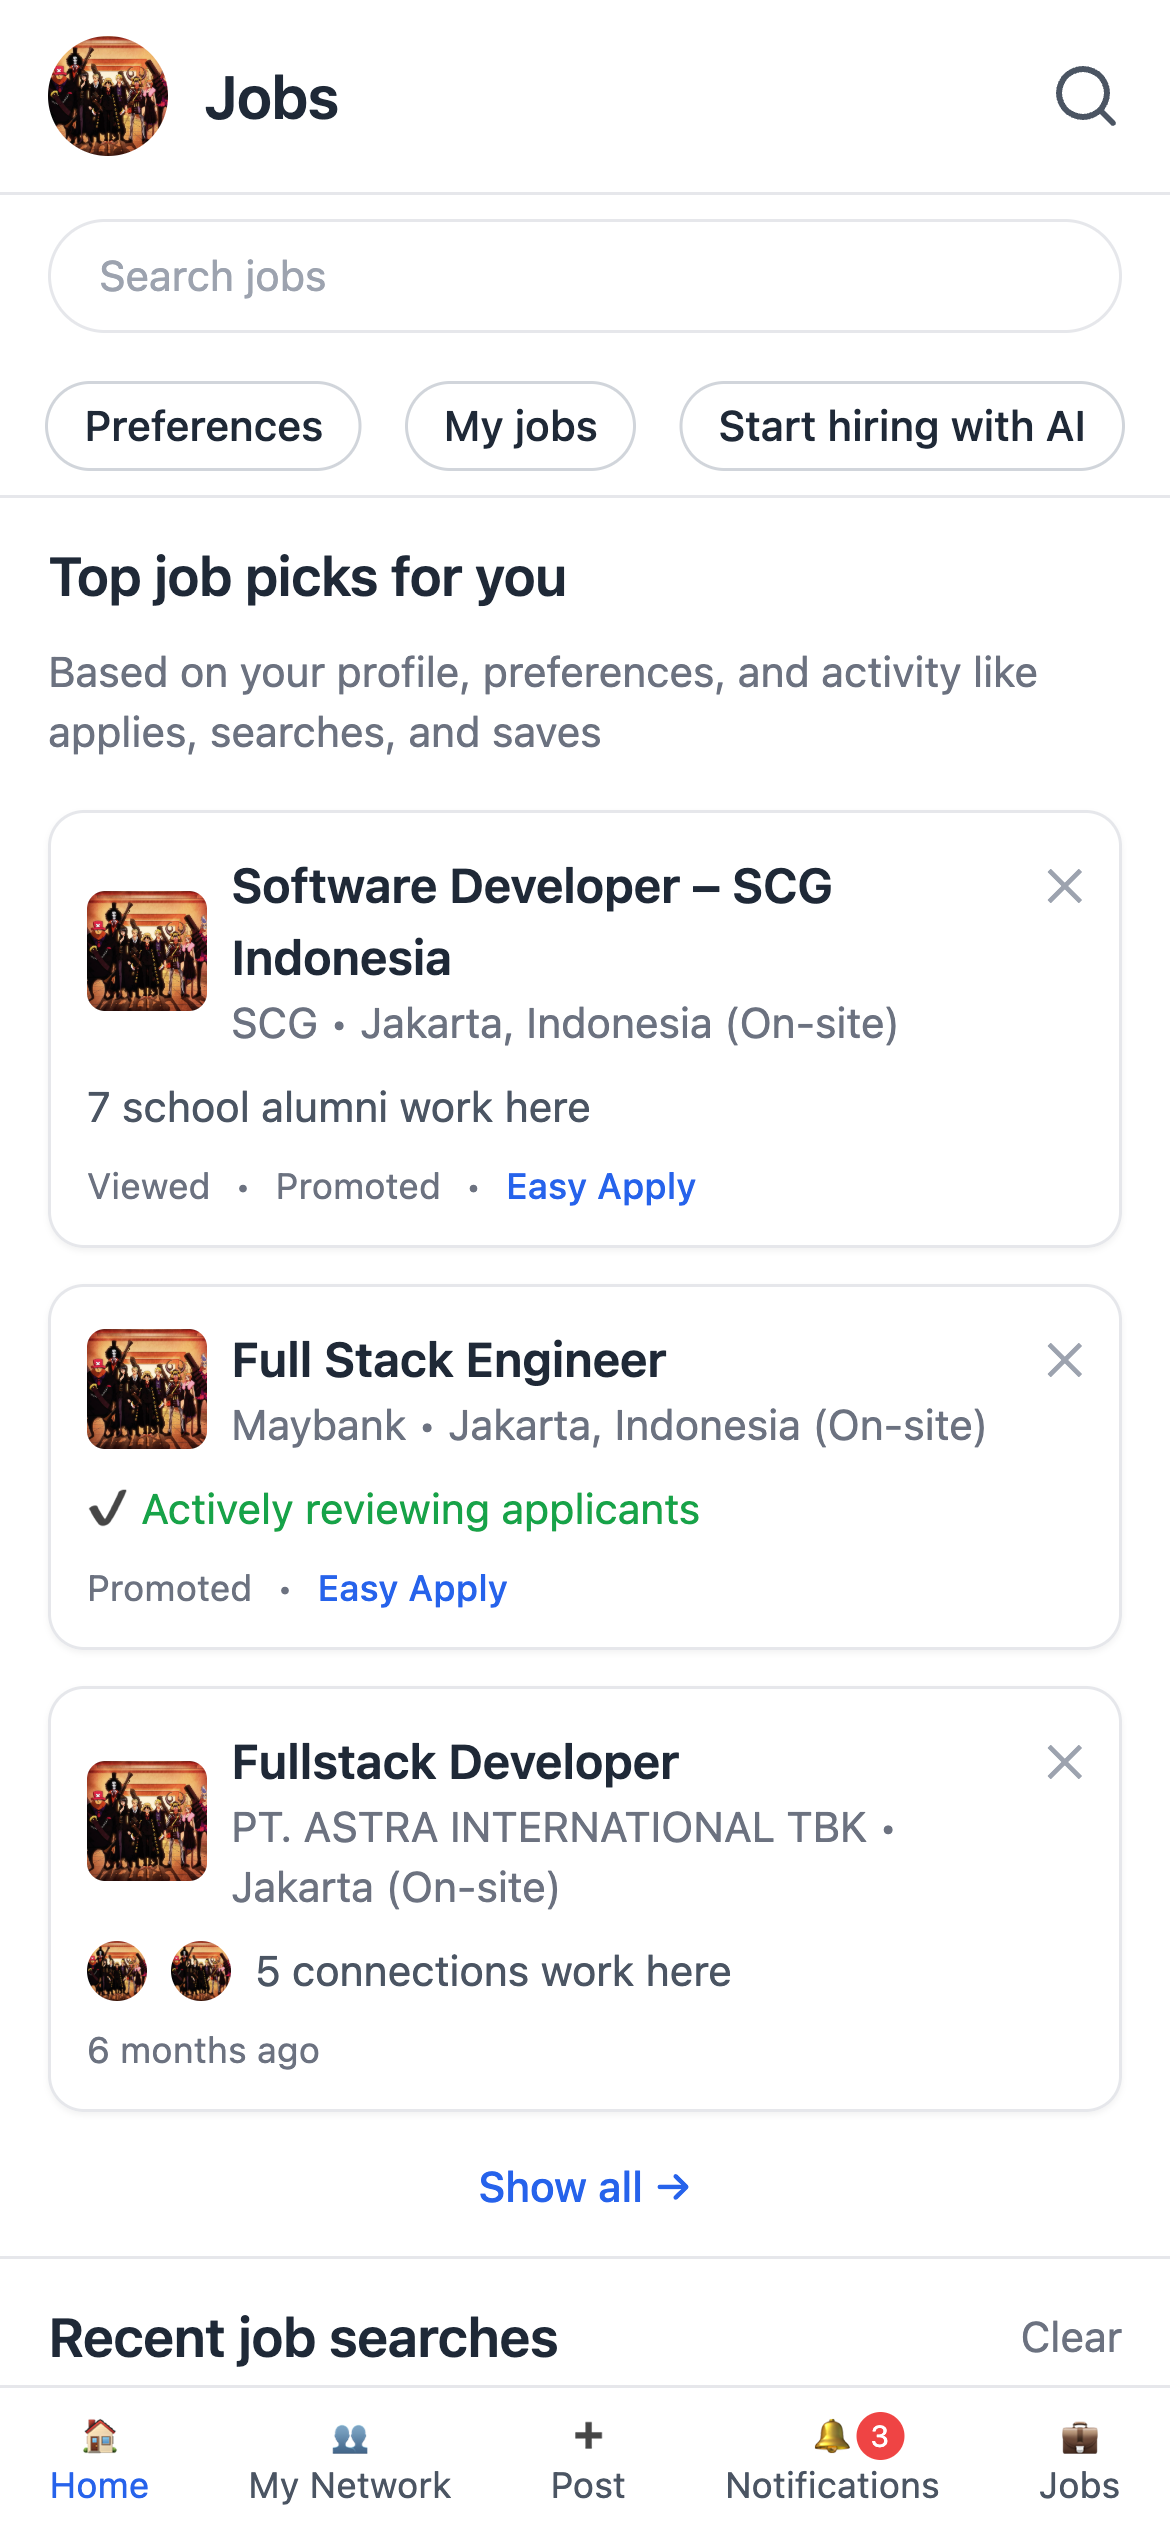 Jobs
Search jobs
Preferences
My jobs
Start hiring with AI
Top job picks for you
Based on your profile, preferences, and activity like
applies, searches, and saves
Software Developer – SCG
Indonesia
SCG • Jakarta, Indonesia (On-site)
7 school alumni work here
Viewed • Promoted • Easy Apply
Full Stack Engineer
Maybank • Jakarta, Indonesia (On-site)
✔ Actively reviewing applicants
Promoted • Easy Apply
Fullstack Developer
PT. ASTRA INTERNATIONAL TBK •
Jakarta (On-site)
5 connections work here
6 months ago
Show all →
Recent job searches
Clear
3
Home
My Network
Post
Notifications
Jobs